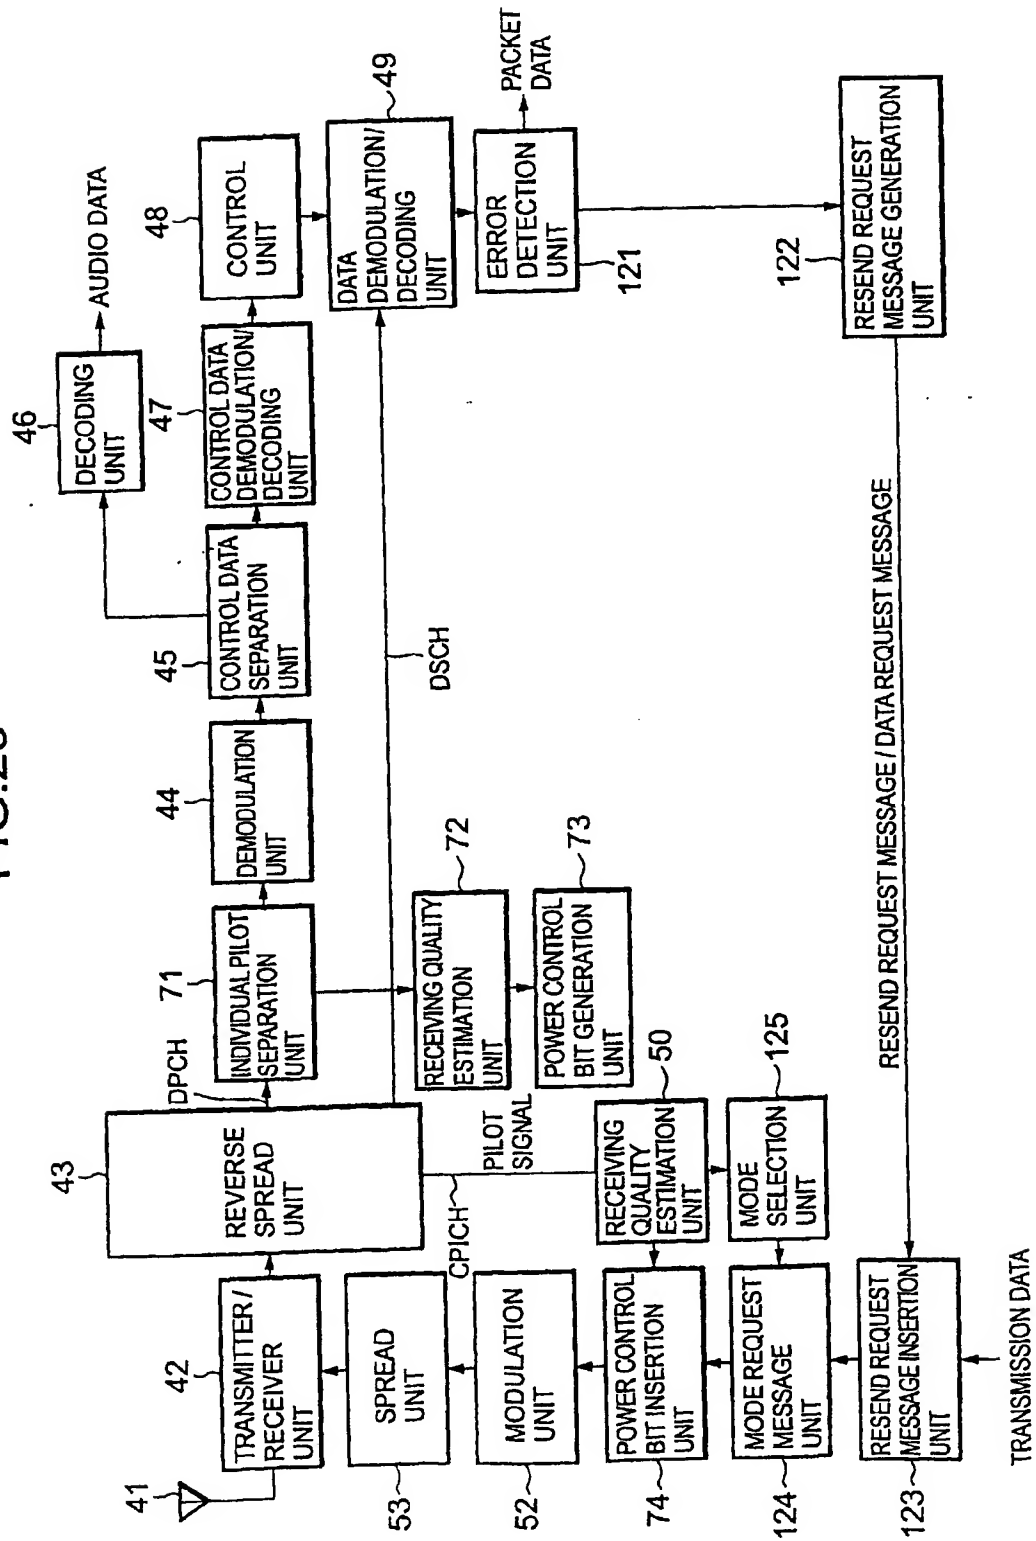 41
TRANSMITTER /
RECEIVER
UNIT
42
REVERSE
SPREAD
UNIT
43
DPCH
INDIVIDUAL PILOT
SEPARATION
UNIT
71
DEMODULATION
UNIT
44
CONTROL DATA
SEPARATION
UNIT
45
DECODING
UNIT
46
AUDIO DATA
CONTROL DATA
DEMODULATION/
DECODING
UNIT
47
CONTROL
UNIT
48
DATA
DEMODULATION/
DECODING
UNIT
49
PACKET
DATA
ERROR
DETECTION
UNIT
121
DSCH
RECEIVING QUALITY
ESTIMATION
UNIT
72
POWER CONTROL
BIT GENERATION
UNIT
73
SPREAD
UNIT
53
CPICH
PILOT
SIGNAL
MODULATION
UNIT
52
RECEIVING
QUALITY
ESTIMATION
UNIT
50
POWER CONTROL
BIT INSERTION
UNIT
74
MODE
SELECTION
UNIT
125
MODE REQUEST
MESSAGE
UNIT
124
RESEND REQUEST
MESSAGE INSERTION
UNIT
123
RESEND REQUEST MESSAGE / DATA REQUEST MESSAGE
RESEND REQUEST
MESSAGE GENERATION
UNIT
122
TRANSMISSION DATA